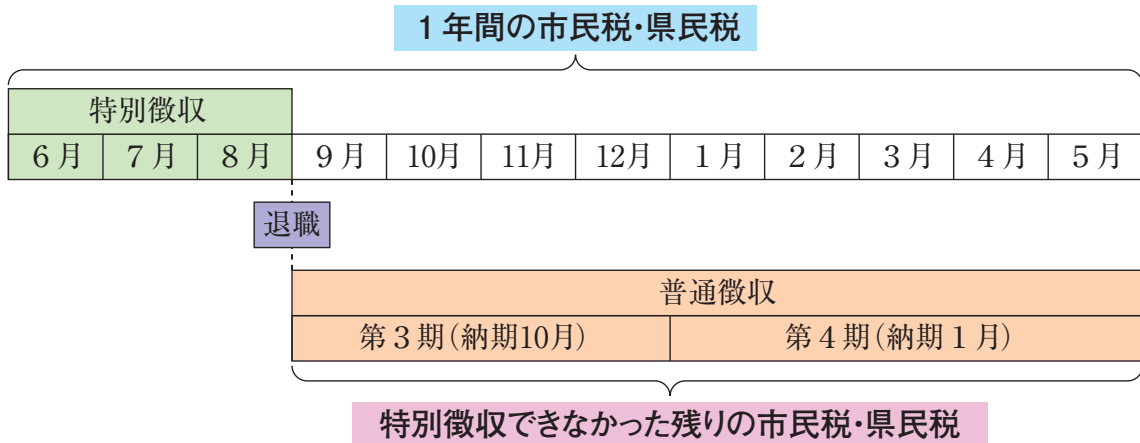 1年間の市民税・県民税
特別徴収
6月 7月 8月 9月 10月 11月 12月 1月 2月 3月 4月 5月
退職
普通徴収
第3期(納期10月) 第4期(納期1月)
特別徴収できなかった残りの市民税・県民税